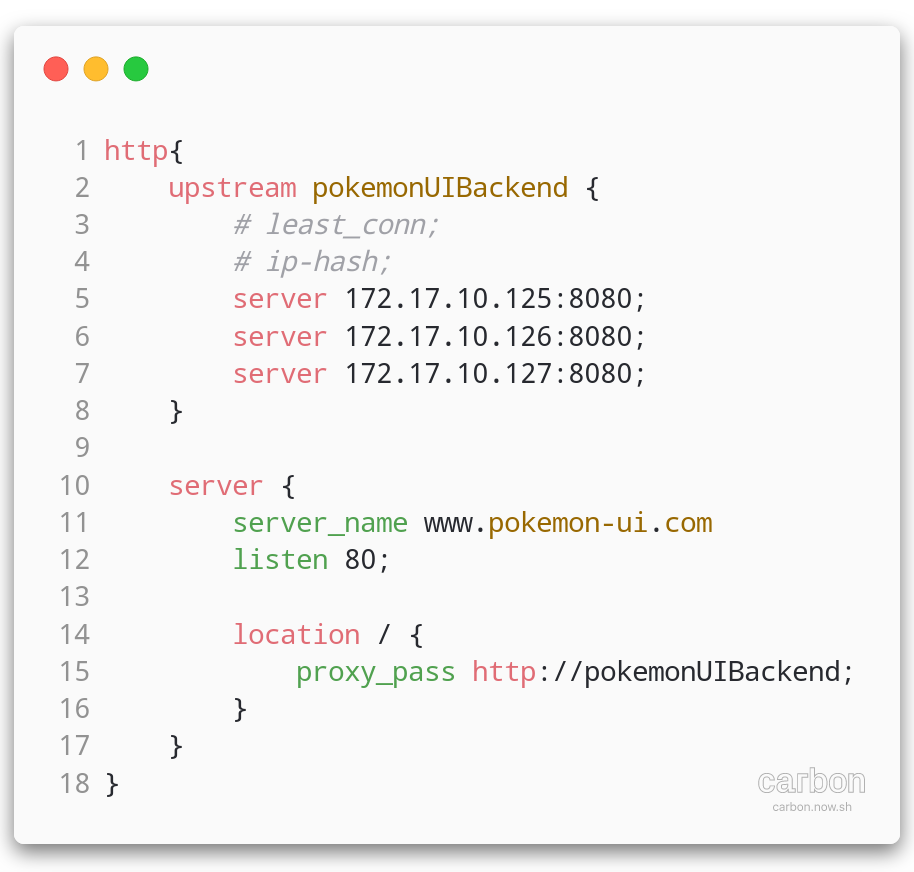 1 http{
2     upstream pokemonUIBackend {
3         # least_conn;
4         # ip-hash;
5         server 172.17.10.125:8080;
6         server 172.17.10.126:8080;
7         server 172.17.10.127:8080;
8     }
9
10     server {
11         server_name www.pokemon-ui.com
12         listen 80;
13
14         location / {
15             proxy_pass http://pokemonUIBackend;
16         }
17     }
18 }
carbon
carbon.now.sh